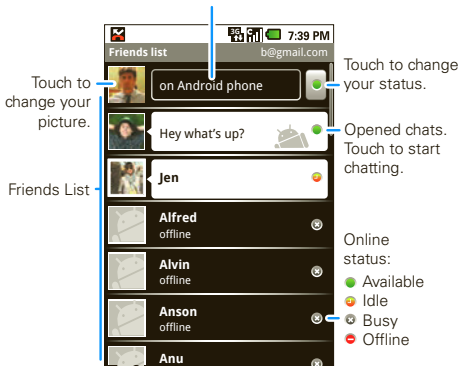 3G
7:39 PM
Friends list
b@gmail.com
Touch to
change your
picture.
on Android phone
Touch to change
your status.
Hey what's up?
Opened chats.
Touch to start
chatting.
Friends List
Jen
Alfred
offline
Alvin
offline
Anson
offline
Anu
Online
status:
Available
Idle
Busy
Offline